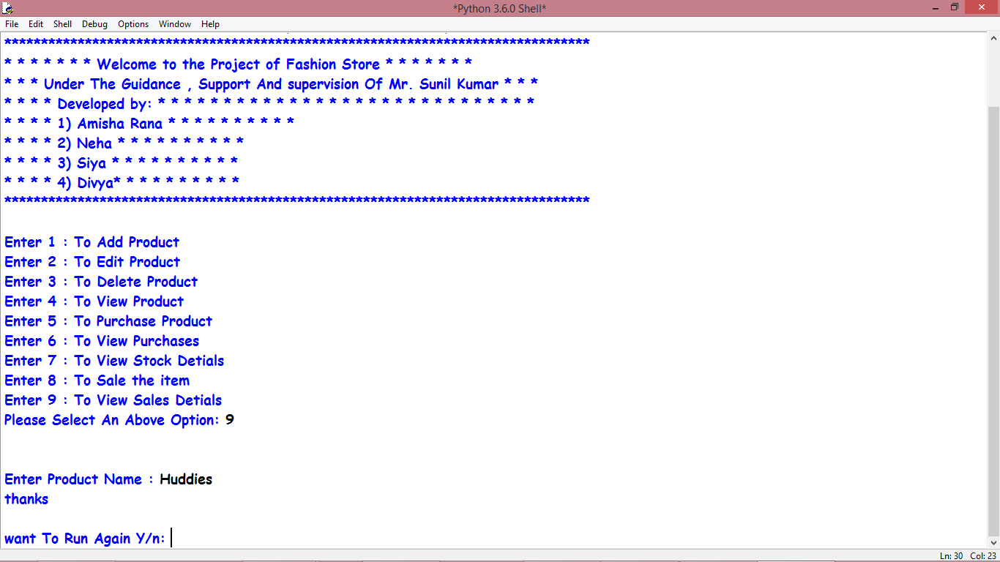 *Python 3.6.0 Shell*
File Edit Shell Debug Options Window Help
********************************************************************************
* * * * * * * Welcome to the Project of Fashion Store * * * * * * *
* * * Under The Guidance , Support And supervision Of Mr. Sunil Kumar * * *
* * * * Developed by: * * * * * * * * * * * * * * * * * * * * * * * * * * * * *
* * * * 1) Amisha Rana * * * * * * * * * *
* * * * 2) Neha * * * * * * * * * *
* * * * 3) Siya * * * * * * * * * *
* * * * 4) Divya* * * * * * * * * *
********************************************************************************
Enter 1 : To Add Product
Enter 2 : To Edit Product
Enter 3 : To Delete Product
Enter 4 : To View Product
Enter 5 : To Purchase Product
Enter 6 : To View Purchases
Enter 7 : To View Stock Detials
Enter 8 : To Sale the item
Enter 9 : To View Sales Detials
Please Select An Above Option: 9
Enter Product Name : Huddies
thanks
want To Run Again Y/n:
Ln: 30 Col: 23